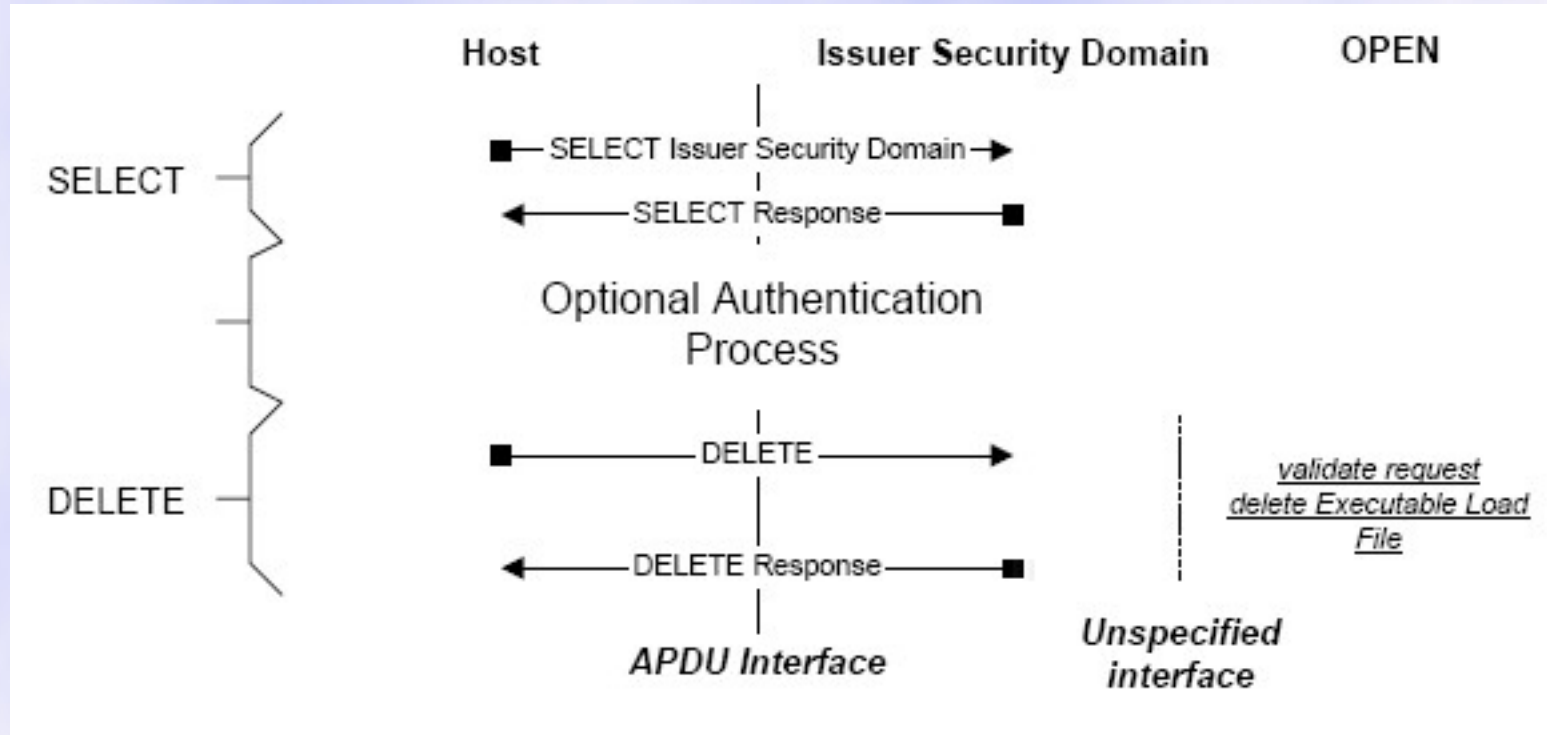 Host
Issuer Security Domain
OPEN
SELECT
SELECT Issuer Security Domain
SELECT Response
Optional Authentication
Process
DELETE
DELETE
validate request
delete Executable Load
File
DELETE Response
APDU Interface
Unspecified
interface